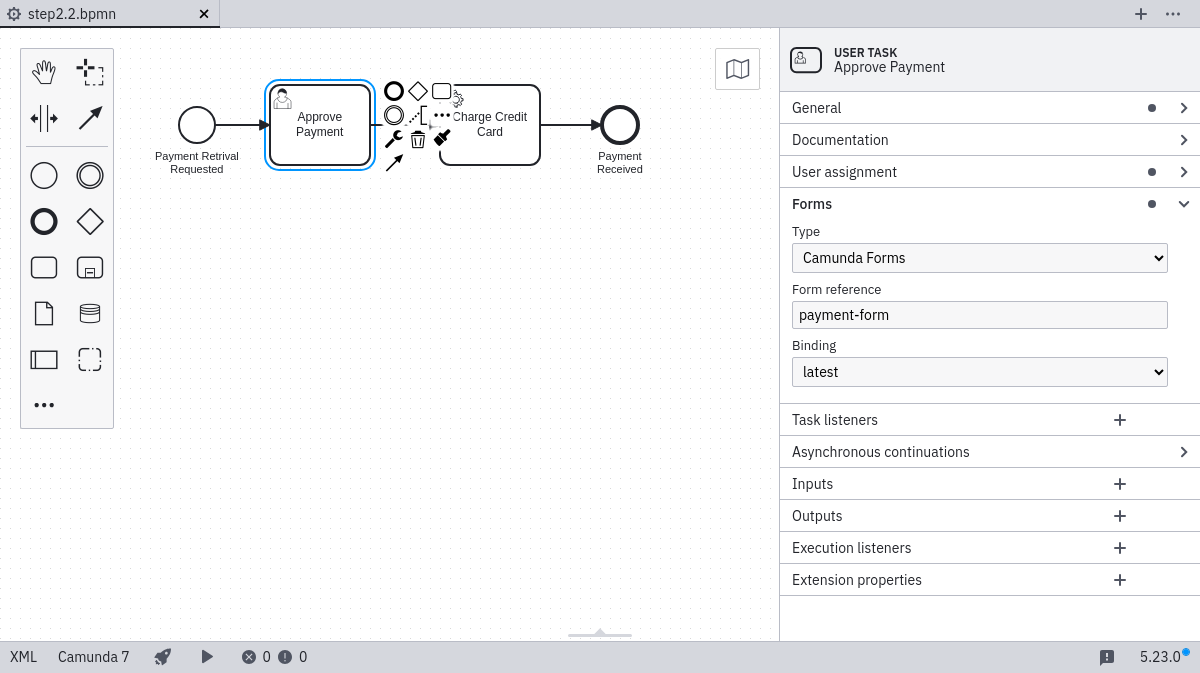 step2.2.bpmn
Approve
Payment
Charge Credit
Card
Payment Retrival
Requested
Payment
Received
USER TASK
Approve Payment
General
Documentation
User assignment
Forms
Type
Camunda Forms
Form reference
payment-form
Binding
latest
Task listeners
Asynchronous continuations
Inputs
Outputs
Execution listeners
Extension properties
XML
Camunda 7
0
0
5.23.0